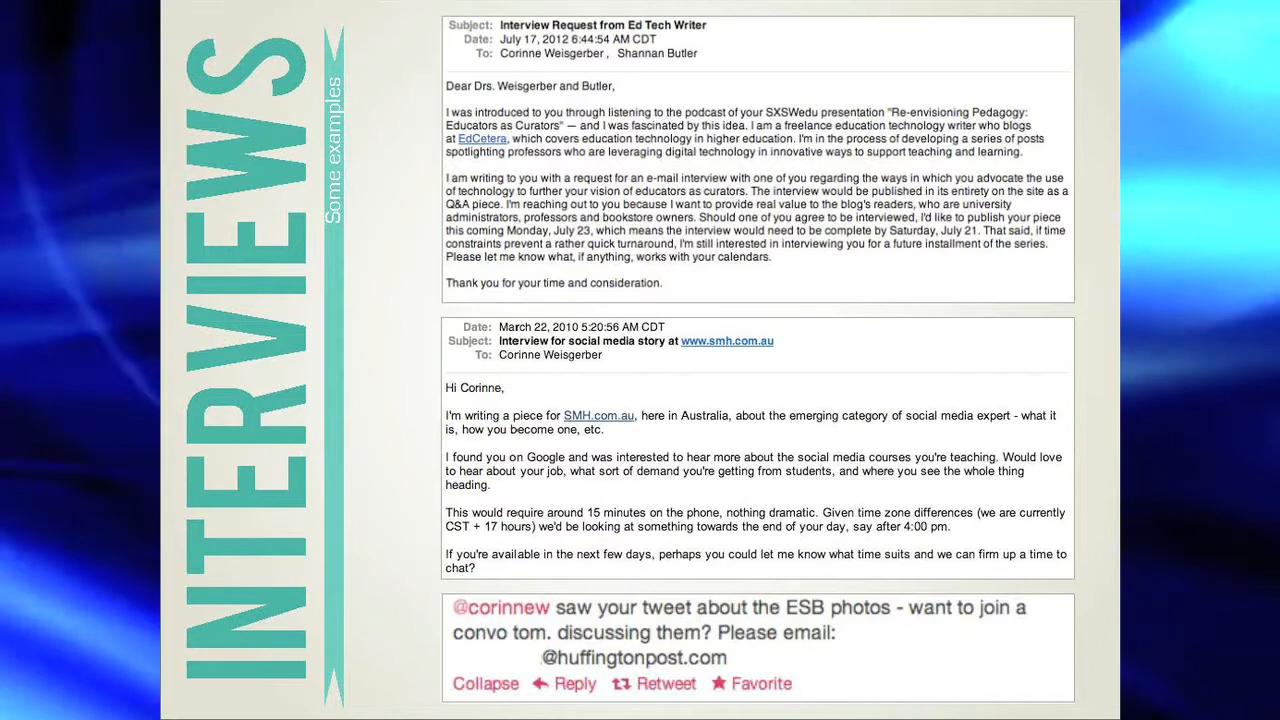 INTERVIEWS
Some examples
Subject: Interview Request from Ed Tech Writer
Date: July 17, 2012 6:44:54 AM CDT
To: Corinne Weisgerber , Shannan Butler
Dear Drs. Weisgerber and Butler,
I was introduced to you through listening to the podcast of your SXSWedu presentation "Re-envisioning Pedagogy:
Educators as Curators" — and I was fascinated by this idea. I am a freelance education technology writer who blogs
at EdCetera, which covers education technology in higher education. I'm in the process of developing a series of posts
spotlighting professors who are leveraging digital technology in innovative ways to support teaching and learning.
I am writing to you with a request for an e-mail interview with one of you regarding the ways in which you advocate the use
of technology to further your vision of educators as curators. The interview would be published in its entirety on the site as a
Q&A piece. I'm reaching out to you because I want to provide real value to the blog's readers, who are university
administrators, professors and bookstore owners. Should one of you agree to be interviewed, I'd like to publish your piece
this coming Monday, July 23, which means the interview would need to be complete by Saturday, July 21. That said, if time
constraints prevent a rather quick turnaround, I'm still interested in interviewing you for a future installment of the series.
Please let me know what, if anything, works with your calendars.
Thank you for your time and consideration.
Date: March 22, 2010 5:20:56 AM CDT
Subject: Interview for social media story at www.smh.com.au
To: Corinne Weisgerber
Hi Corinne,
I'm writing a piece for SMH.com.au, here in Australia, about the emerging category of social media expert - what it
is, how you become one, etc.
I found you on Google and was interested to hear more about the social media courses you're teaching. Would love
to hear about your job, what sort of demand you're getting from students, and where you see the whole thing
heading.
This would require around 15 minutes on the phone, nothing dramatic. Given time zone differences (we are currently
CST + 17 hours) we'd be looking at something towards the end of your day, say after 4:00 pm.
If you're available in the next few days, perhaps you could let me know what time suits and we can firm up a time to
chat?
@corinnew saw your tweet about the ESB photos - want to join a
convo tom. discussing them? Please email:
@huffingtonpost.com
Collapse Reply Retweet Favorite